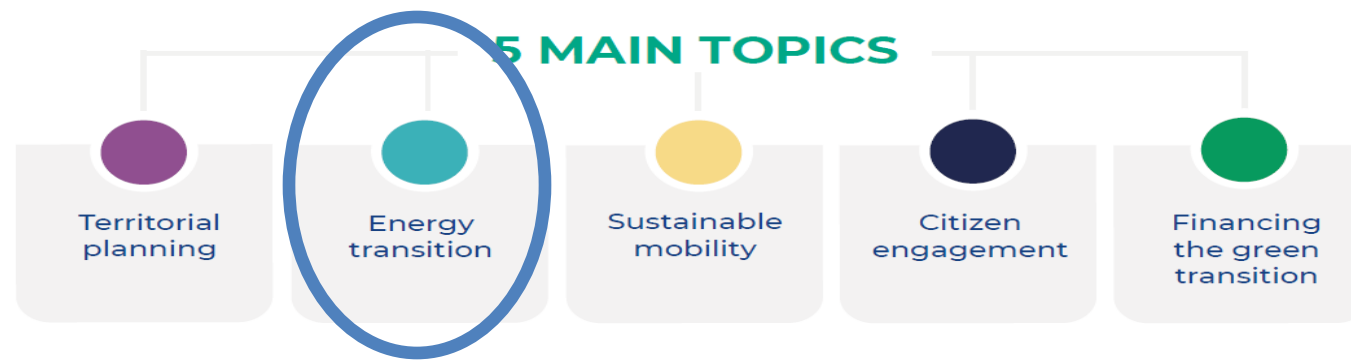 5 MAIN TOPICS
Territorial
planning
Energy
transition
Sustainable
mobility
Citizen
engagement
Financing
the green
transition